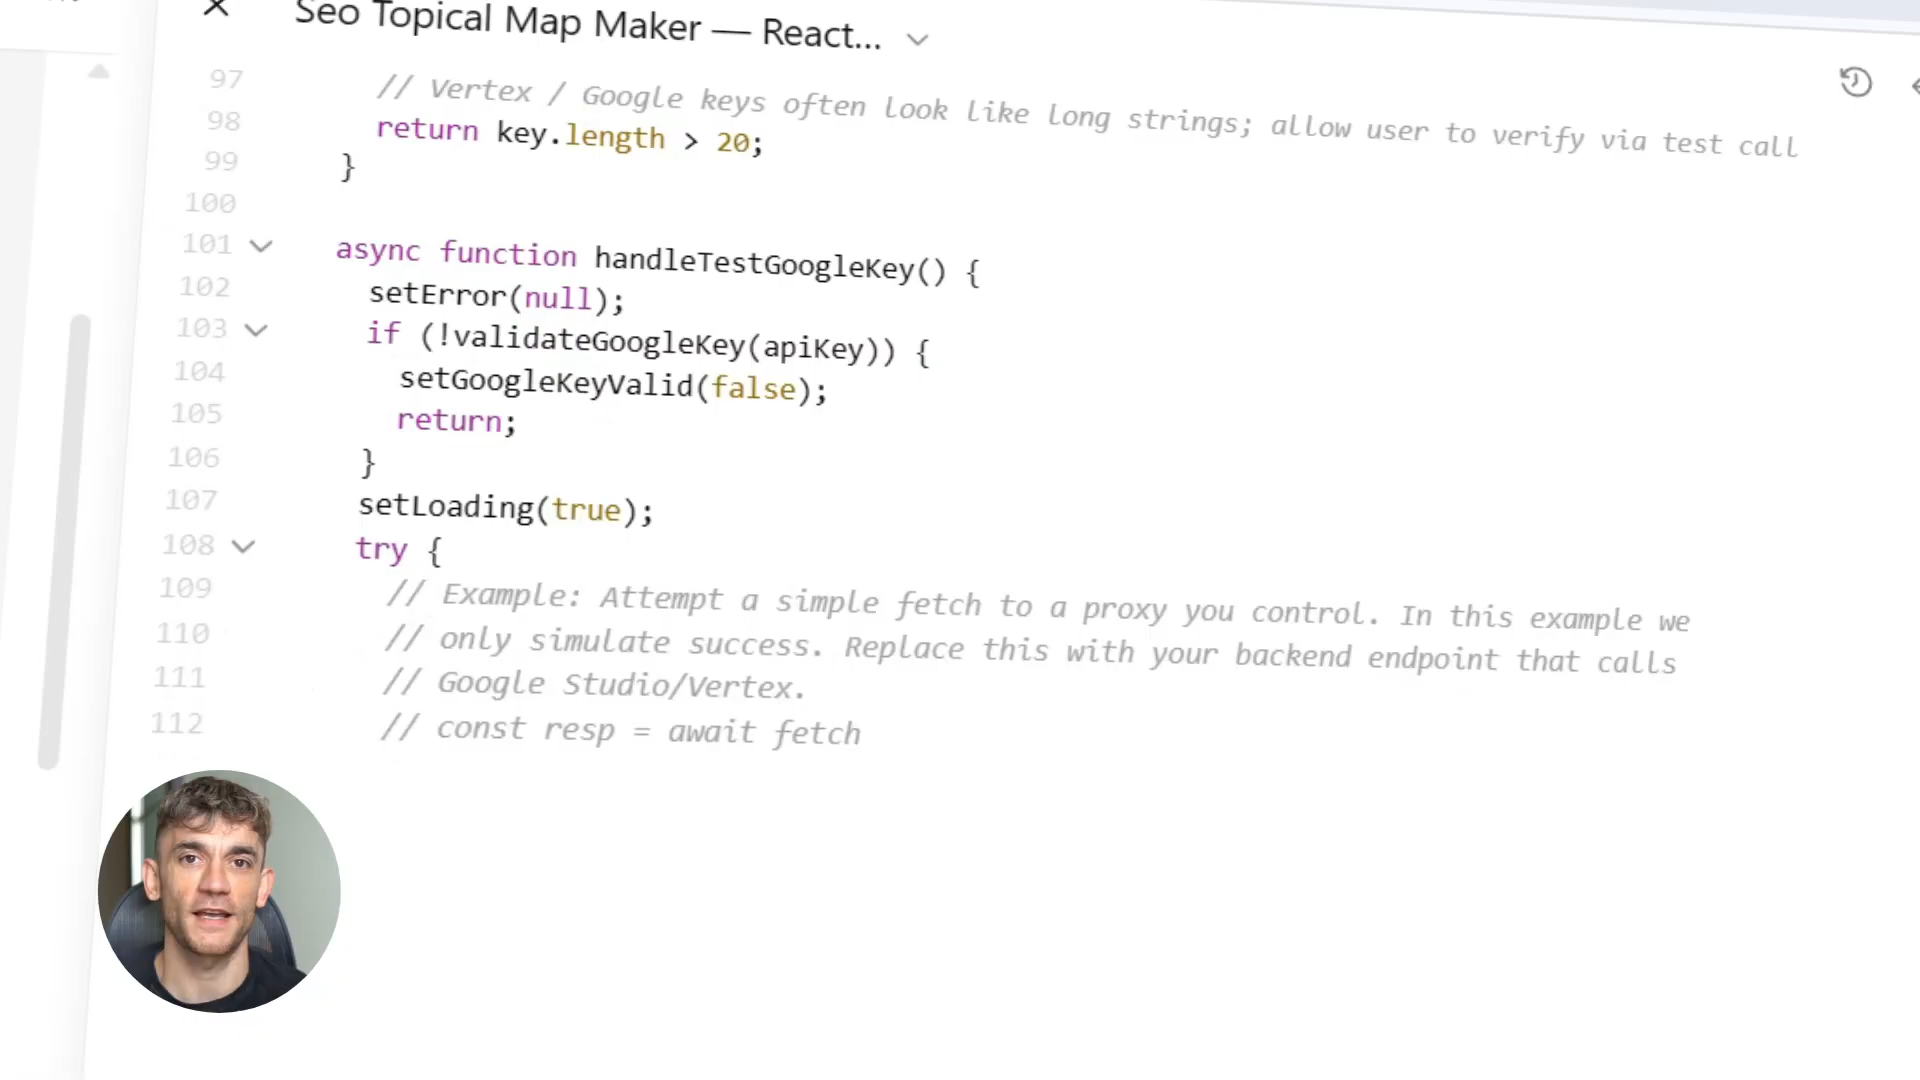 Seo Topical Map Maker — React...
97 // Vertex / Google keys often look like long strings; allow user to verify via test call
98 return key.length > 20;
99 }
100
101 async function handleTestGoogleKey() {
102 setError(null);
103 if (!validateGoogleKey(apiKey)) {
104 setGoogleKeyValid(false);
105 return;
106 }
107 setLoading(true);
108 try {
109 // Example: Attempt a simple fetch to a proxy you control. In this example we
110 // only simulate success. Replace this with your backend endpoint that calls
111 // Google Studio/Vertex.
112 // const resp = await fetch